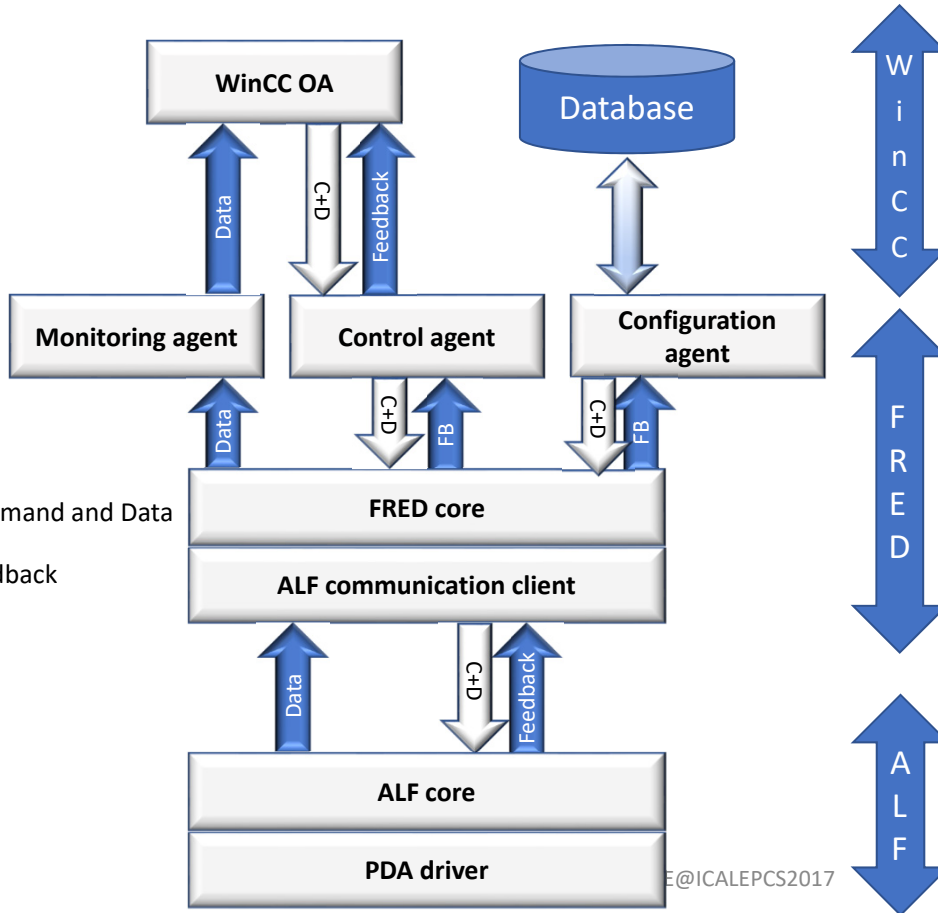 WinCC OA
Database
Data
C+D
Feedback
Monitoring agent
Control agent
Configuration
agent
Data
C+D
FB
C+D
FB
FRED core
mand and Data
ALF communication client
dback
Data
C+D
Feedback
ALF core
PDA driver
E@ICALEPCS2017
W
i
n
C
C
F
R
E
D
A
L
F